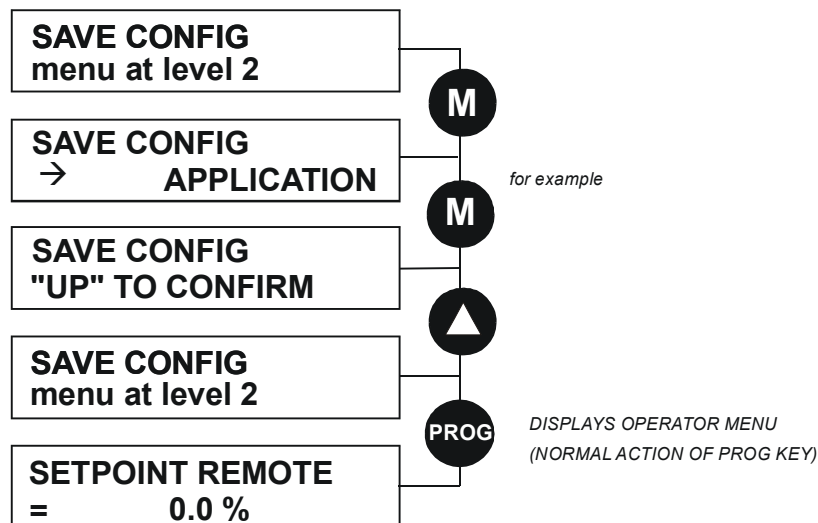 SAVE CONFIG
menu at level 2
M
SAVE CONFIG
→ APPLICATION
for example
M
SAVE CONFIG
"UP" TO CONFIRM
SAVE CONFIG
menu at level 2
PROG
DISPLAYS OPERATOR MENU
(NORMAL ACTION OF PROG KEY)
SETPOINT REMOTE
= 0.0 %